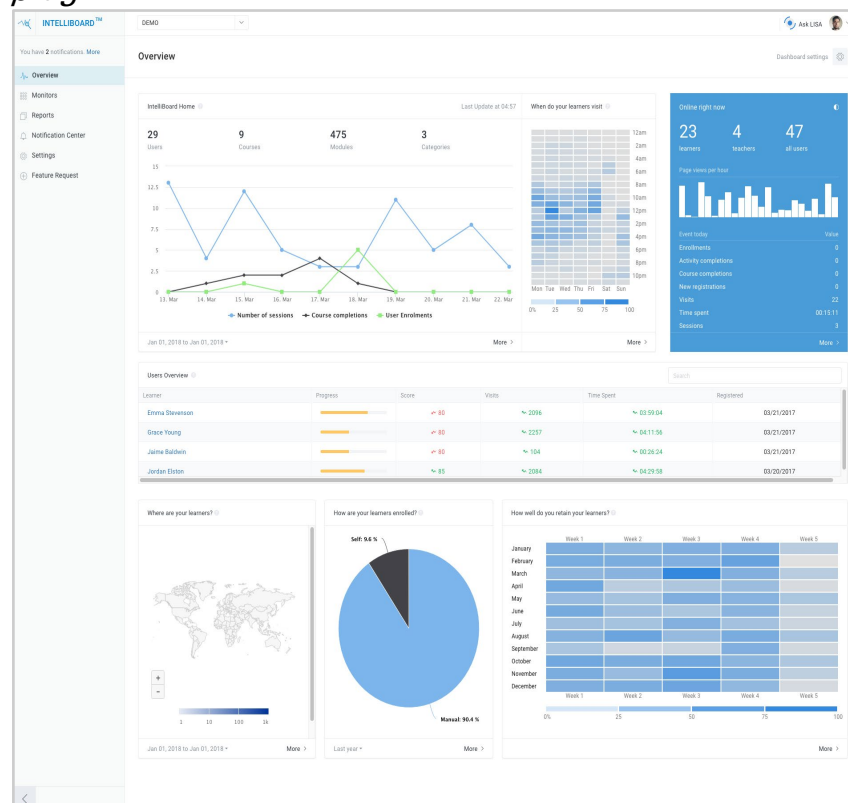 INTELLIBOARD™
DEMO
Ask LISA
You have 2 notifications More
Overview
Dashboard settings
Overview
Monitors
Reports
Notification Center
Settings
Feature Request
IntelliBoard Home
Last Update at 04:57
29
9
475
3
Users
Courses
Modules
Categories
15
12.5
10
7.5
5
2.5
0
13. Mar 14. Mar 15. Mar 16. Mar 17. Mar 18. Mar 19. Mar 20. Mar 21. Mar 22. Mar
Number of sessions Course completions User Enrolments
Jan 01, 2018 to Jan 01, 2018
More
When do your learners visit
12am
2am
4am
6am
8am
10am
12pm
2pm
4pm
6pm
8pm
10pm
Mon Tue Wed Thu Fri Sat Sun
0% 25 50 75 100
More
Online right now
23 4 47
learners teachers all users
Page views per hour
Event today Value
Enrollments 0
Activity completions 0
Course completions 0
New registrations 0
Visits 22
Time spent 00:15:11
Sessions 3
More
Users Overview
Search
Learner Progress Score Visits Time Spent Registered
Emma Stevenson 60 2096 03:59:04 03/21/2017
Grace Young 80 2257 04:11:56 03/21/2017
Jaime Baldwin 60 104 00:26:24 03/21/2017
Jordan Elston 85 2084 04:29:58 03/20/2017
Where are your learners?
1 10 100 1k
Jan 01, 2018 to Jan 01, 2018 More
How are your learners enrolled?
Self: 9.6 %
Manual: 90.4 %
Last year More
How well do you retain your learners?
Week 1 Week 2 Week 3 Week 4 Week 5
January
February
March
April
May
June
July
August
September
October
November
December
Week 1 Week 2 Week 3 Week 4 Week 5
0% 25 50 75 100
More